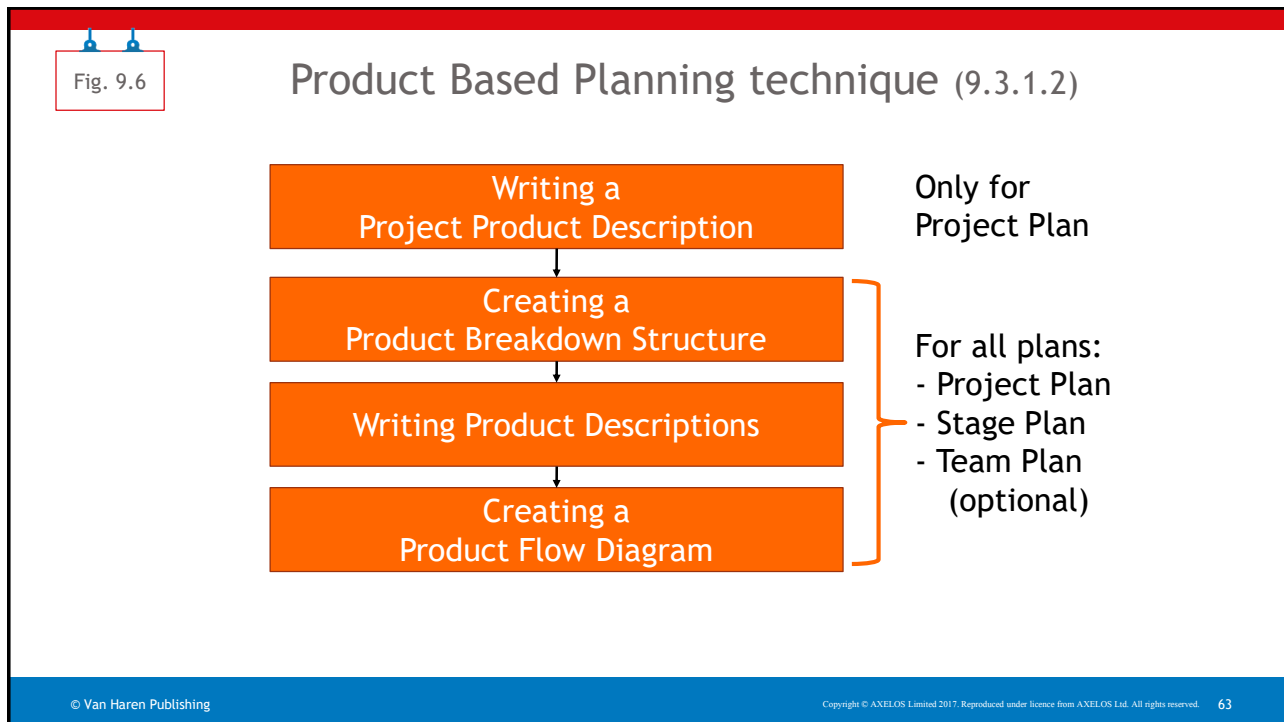 Fig. 9.6
Product Based Planning technique (9.3.1.2)
Writing a
Project Product Description
Only for
Project Plan
Creating a
Product Breakdown Structure
Writing Product Descriptions
Creating a
Product Flow Diagram
For all plans:
- Project Plan
- Stage Plan
- Team Plan
(optional)
© Van Haren Publishing
Copyright © AXELOS Limited 2017. Reproduced under licence from AXELOS Ltd. All rights reserved.
63